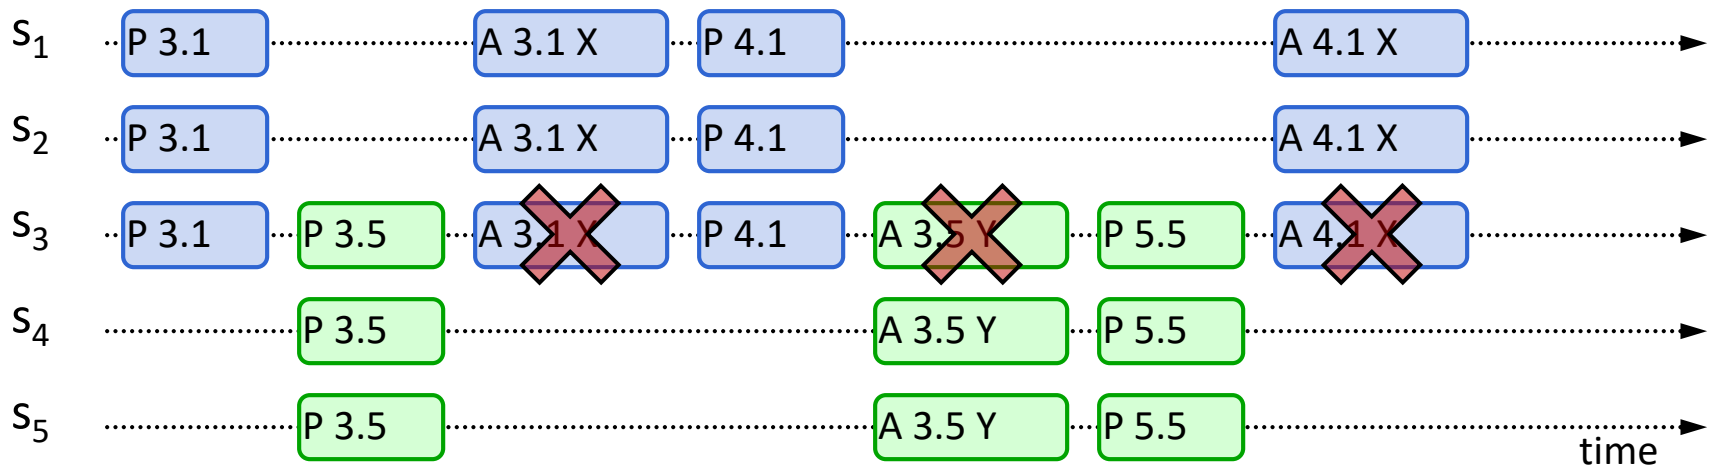 S1 P 3.1 A 3.1 X P 4.1 A 4.1 X
S2 P 3.1 A 3.1 X P 4.1 A 4.1 X
S3 P 3.1 P 3.5 A 3.1 X P 4.1 A 3.5 Y P 5.5 A 4.1 X
S4 P 3.5 A 3.5 Y P 5.5
S5 P 3.5 A 3.5 Y P 5.5
time